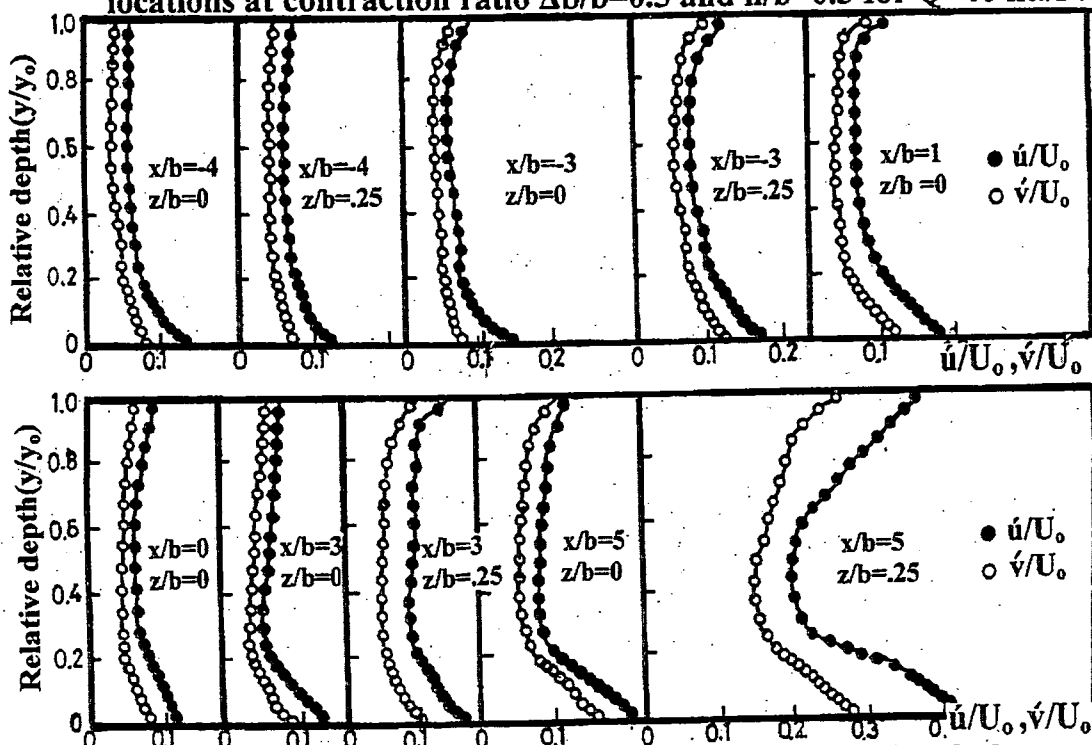 locations at contraction ratio Δb/b=0.5 and h/b=0.5 for Q
1.0
0.8
0.6
0.4
0.2
0
Relative depth(y/y₀)
x/b=-4
z/b=0
x/b=-4
z/b=.25
x/b=-3
z/b=0
x/b=-3
z/b=.25
x/b=1
z/b=0
● ú/U₀
○ v́/U₀
0 0 0.1 0 0.1 0.2 0 0.1 0.2 0.1
ú/U₀,v́/U₀
1.0
0.8
0.6
0.4
0.2
0
Relative depth(y/y₀)
x/b=0
z/b=0
x/b=3
z/b=0
x/b=3
z/b=.25
x/b=5
z/b=0
x/b=5
z/b=.25
● ú/U₀
○ v́/U₀
0 0 0.1 0 0.1 0 0.1 0 0.1 0.2 0.3
ú/U₀,v́/U₀